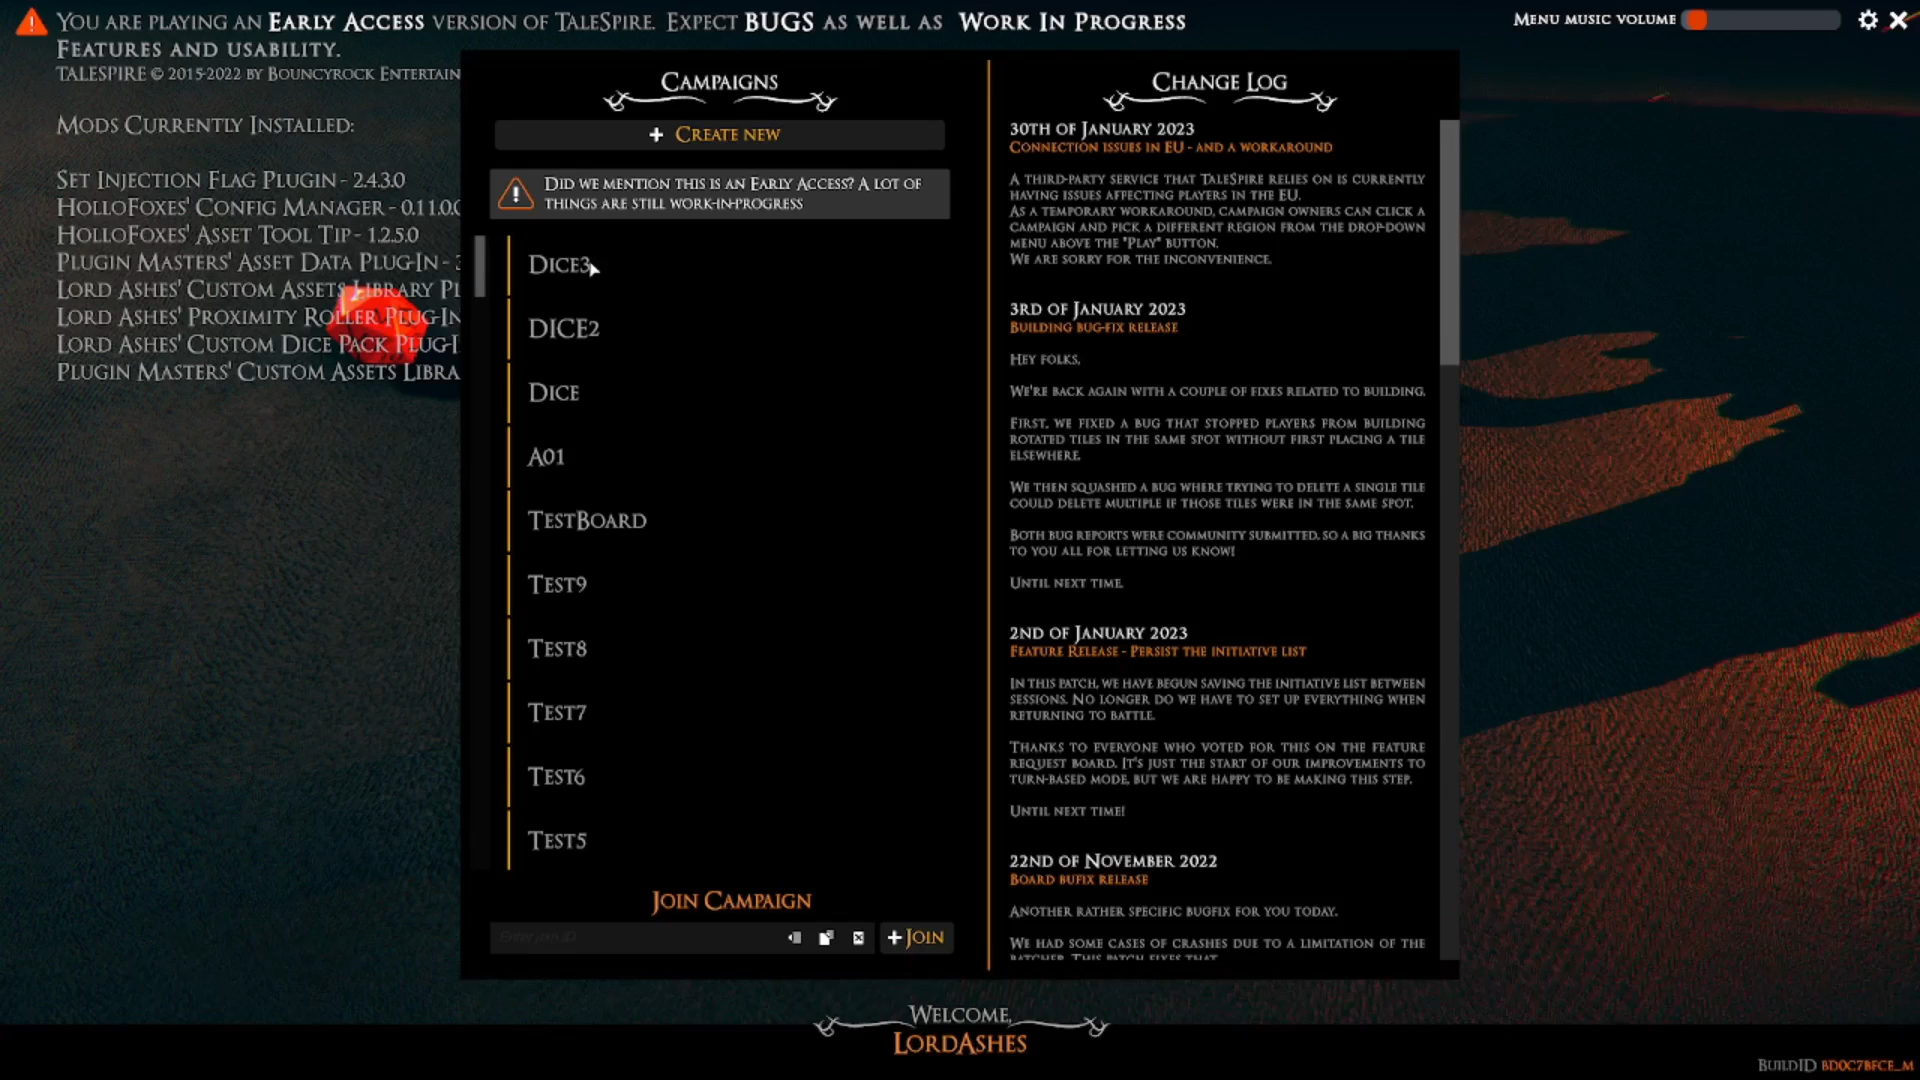 You are playing an Early Access version of TaleSpire. Expect BUGS as well as Work In Progress
Features and usability.
TaleSpire © 2015-2022 by Bouncyrock Entertain
Mods Currently Installed:
Set Injection Flag Plugin - 2.4.3.0
HolloFoxes' Config Manager - 0.11.0.0
HolloFoxes' Asset Tool Tip - 1.2.5.0
Plugin Masters' Asset Data Plug-In -
Lord Ashes' Custom Assets Library Pl
Lord Ashes' Proximity Roller Plug-In
Lord Ashes' Custom Dice Pack Plug-I
Plugin Masters' Custom Assets Libra
Menu music volume
Campaigns
+ Create new
Did we mention this is an Early Access? A lot of
things are still work-in-progress
Dice3
DICE2
Dice
A01
TestBoard
Test9
Test8
Test7
Test6
Test5
Join Campaign
Enter join ID
+Join
Change Log
30th of January 2023
Connection issues in EU - and a workaround
A third-party service that TaleSpire relies on is currently
having issues affecting players in the EU.
As a temporary workaround, campaign owners can click a
campaign and pick a different region from the drop-down
menu above the "Play" button.
We are sorry for the inconvenience.
3rd of January 2023
Building bug-fix release
Hey folks,
We're back again with a couple of fixes related to building.
First, we fixed a bug that stopped players from building
rotated tiles in the same spot without first placing a tile
elsewhere.
We then squashed a bug where trying to delete a single tile
could delete multiple if those tiles were in the same spot.
Both bug reports were community submitted, so a big thanks
to you all for letting us know!
Until next time.
2nd of January 2023
Feature Release - Persist the initiative list
In this patch, we have begun saving the initiative list between
sessions. No longer do we have to set up everything when
returning to battle.
Thanks to everyone who voted for this on the feature
request board. It's just the start of our improvements to
turn-based mode, but we are happy to be making this step.
Until next time!
22nd of November 2022
Board bufix release
Another rather specific bugfix for you today.
We had some cases of crashes due to a limitation of the
batcher. This patch fixes that.
Welcome,
LordAshes
BuildID BD0C7BFCE_M